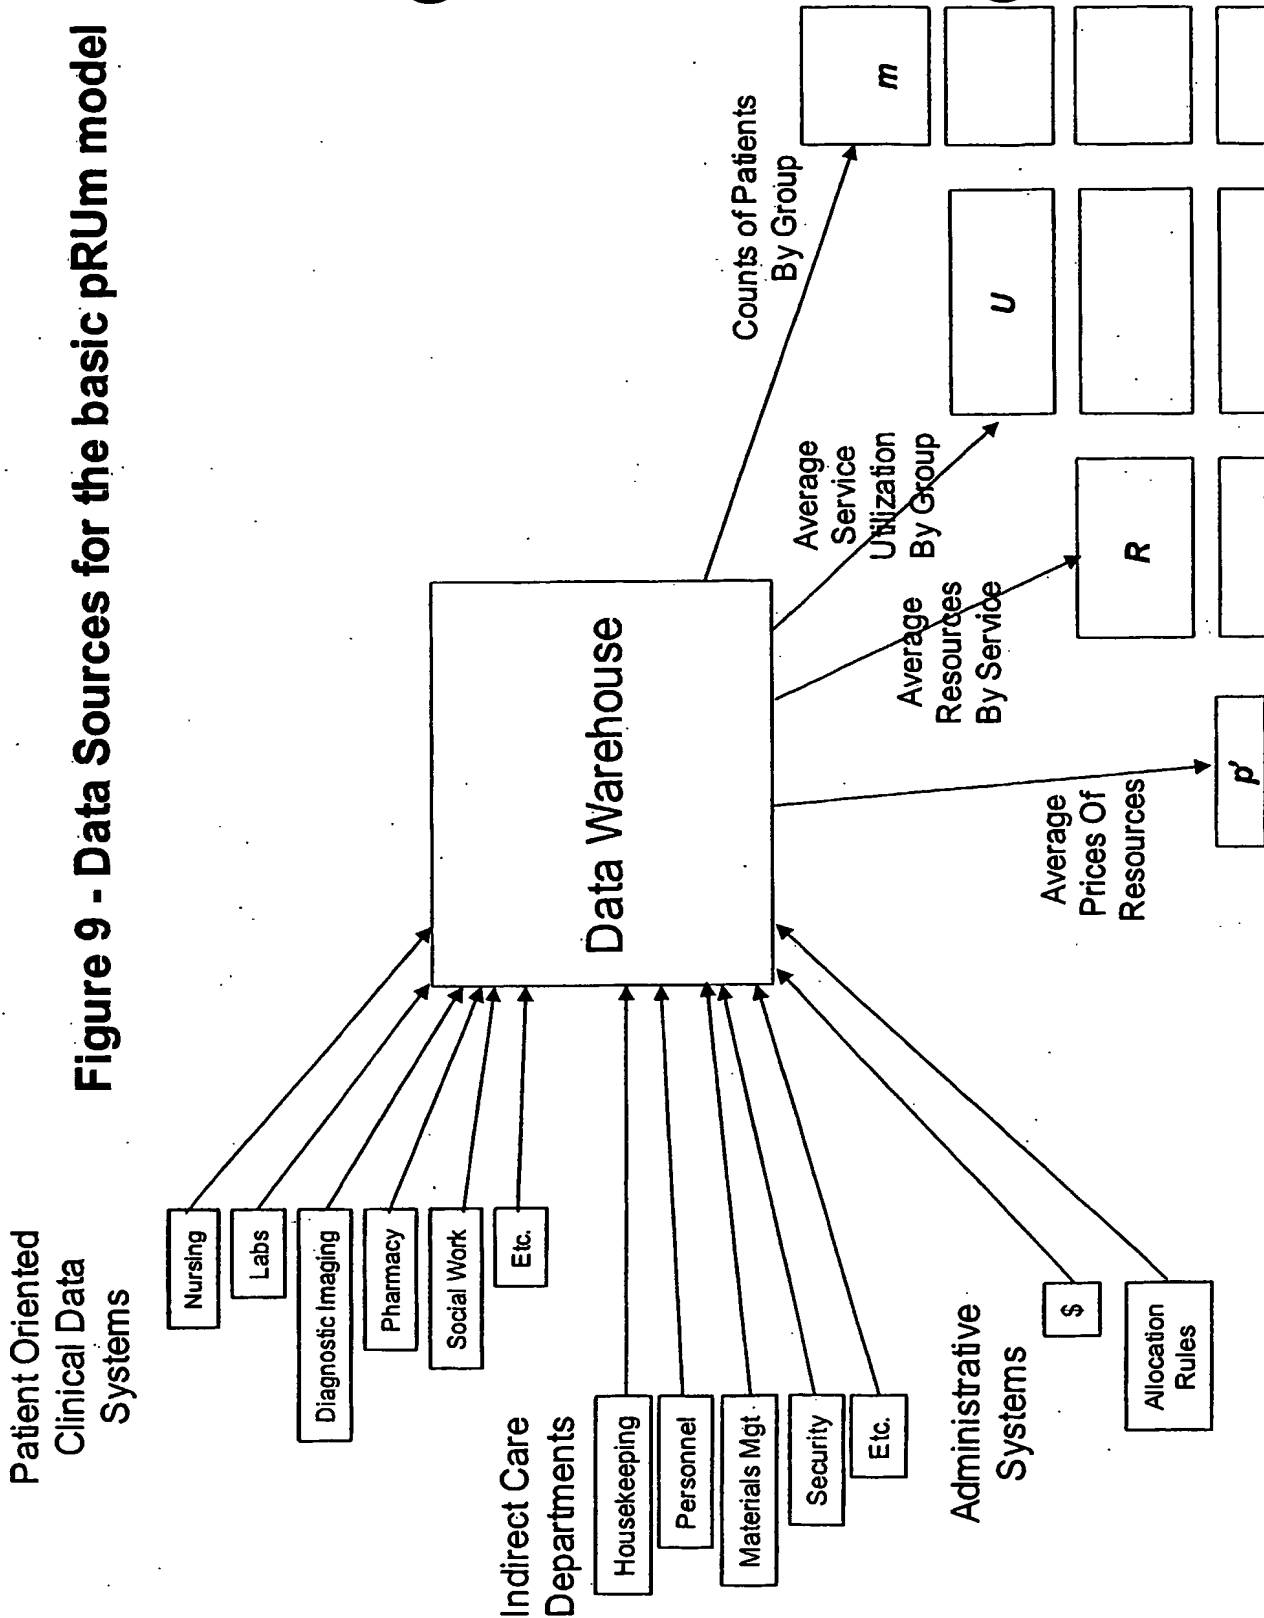 Figure 9 - Data Sources for the basic pRUm model
Patient Oriented
Clinical Data
Systems
Nursing
Labs
Diagnostic Imaging
Pharmacy
Social Work
Etc.
Indirect Care
Departments
Housekeeping
Personnel
Materials Mgt
Security
Etc.
Administrative
Systems
$
Allocation
Rules
Data Warehouse
Counts of Patients
By Group
Average
Service
Utilization
By Group
Average
Resources
By Service
Average
Prices Of
Resources
m
U
R
p'